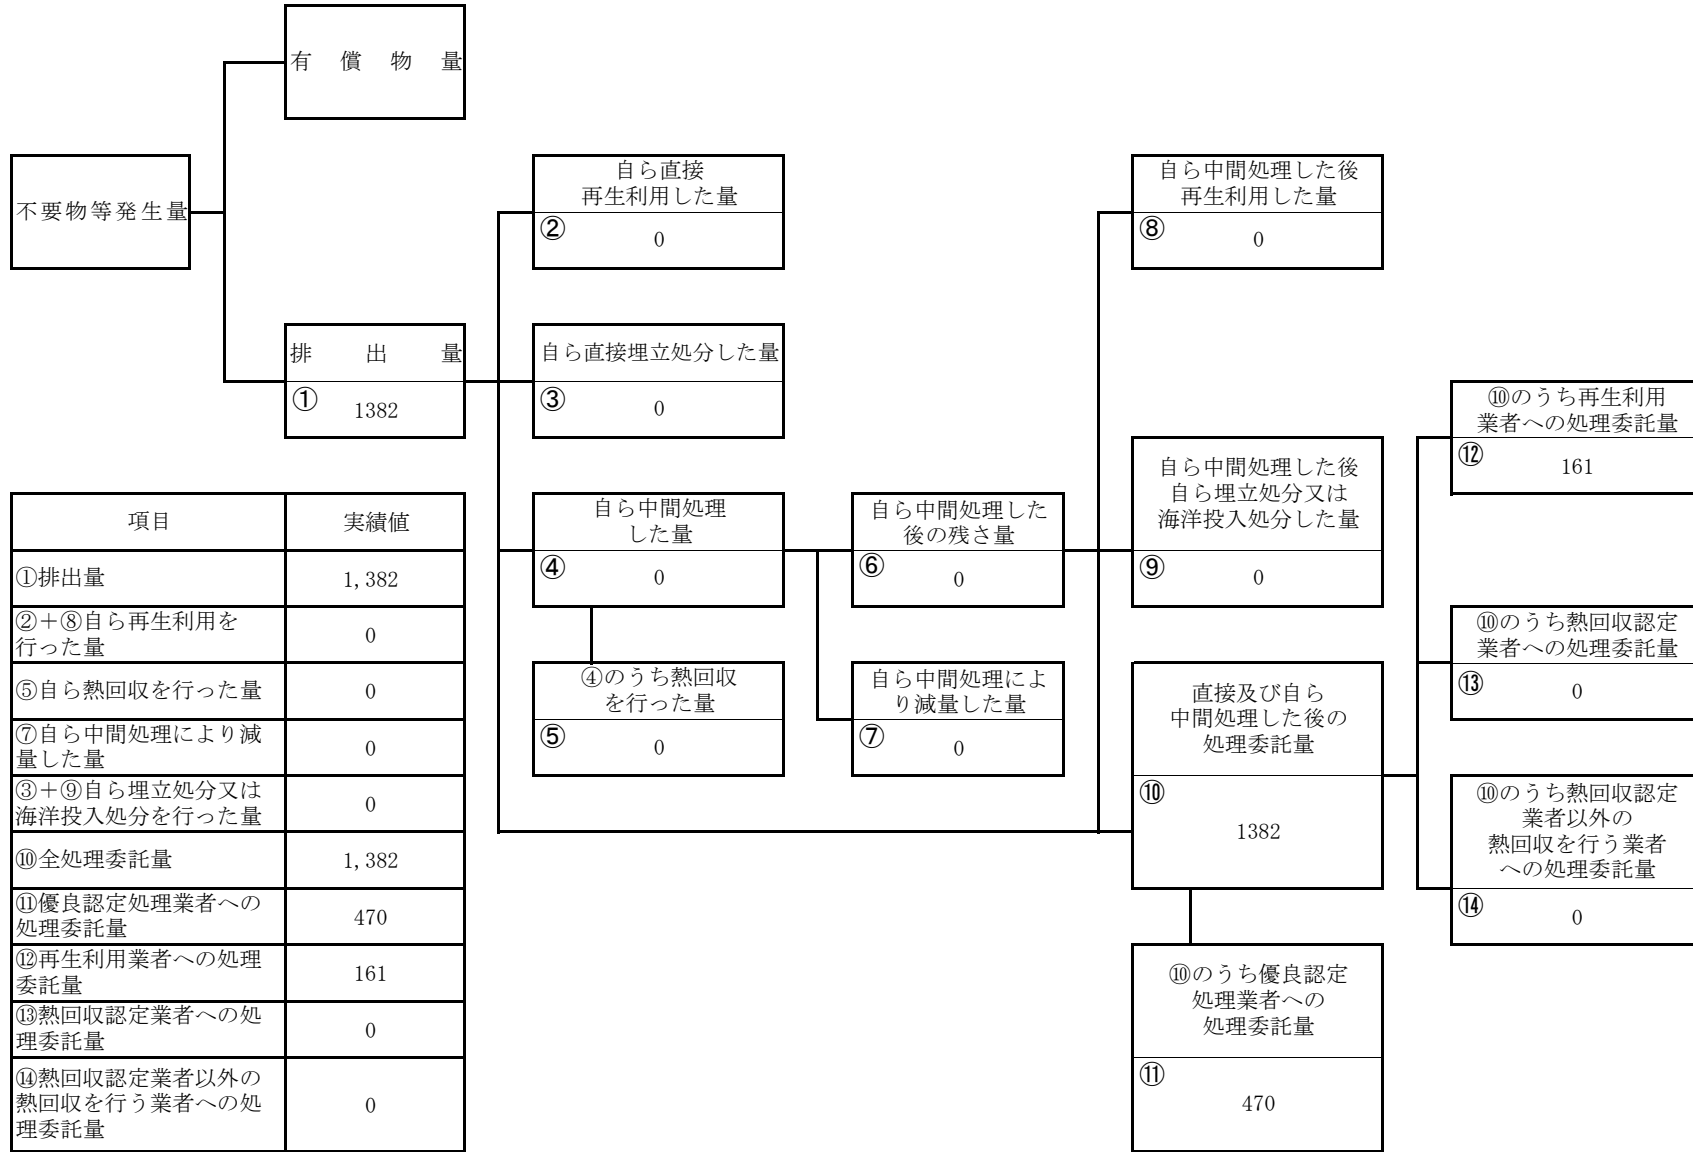 有償物量
不要物等発生量
排出量
① 1382
自ら直接
再生利用した量
② 0
自ら直接埋立処分した量
③ 0
自ら中間処理
した量
④ 0
④のうち熱回収
を行った量
⑤ 0
自ら中間処理した
後の残さ量
⑥ 0
自ら中間処理によ
り減量した量
⑦ 0
自ら中間処理した後
再生利用した量
⑧ 0
自ら中間処理した後
自ら埋立処分又は
海洋投入処分した量
⑨ 0
直接及び自ら
中間処理した後の
処理委託量
⑩
1382
⑩のうち優良認定
処理業者への
処理委託量
⑪
470
⑩のうち再生利用
業者への処理委託量
⑫ 161
⑩のうち熱回収認定
業者への処理委託量
⑬ 0
⑩のうち熱回収認定
業者以外の
熱回収を行う業者
への処理委託量
⑭ 0
項目 実績値
①排出量 1,382
②＋⑧自ら再生利用を
行った量 0
⑤自ら熱回収を行った量 0
⑦自ら中間処理により減
量した量 0
③＋⑨自ら埋立処分又は
海洋投入処分を行った量 0
⑩全処理委託量 1,382
⑪優良認定処理業者への
処理委託量 470
⑫再生利用業者への処理
委託量 161
⑬熱回収認定業者への処
理委託量 0
⑭熱回収認定業者以外の
熱回収を行う業者への処
理委託量 0